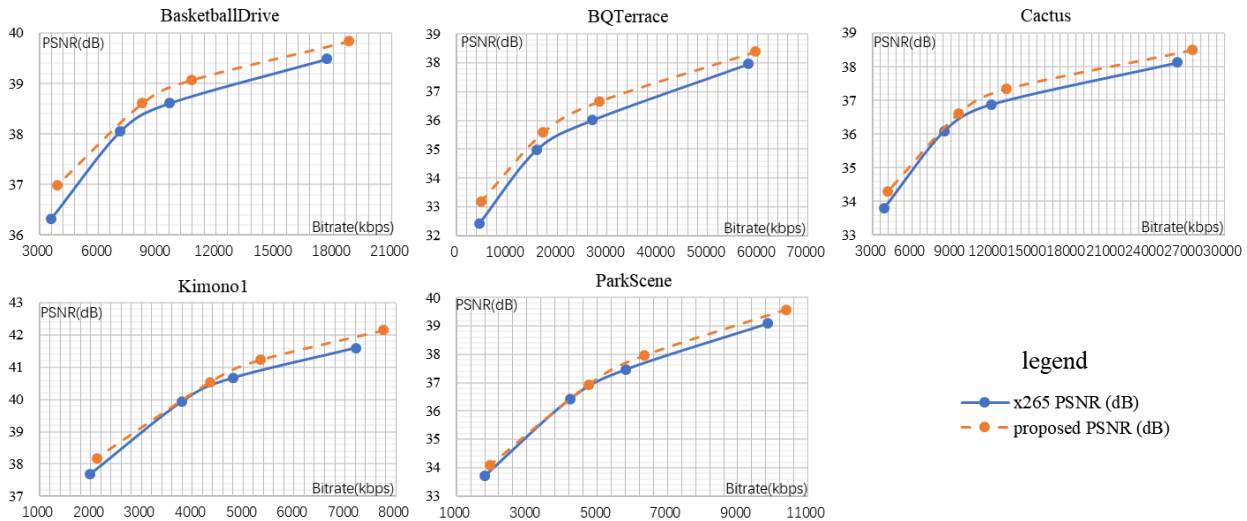 BasketballDrive
PSNR(dB)
40
39
38
37
36
Bitrate(kbps)
3000 6000 9000 12000 15000 18000 21000
BQTerrace
PSNR(dB)
39
38
37
36
35
34
33
32
Bitrate(kbps)
0 10000 20000 30000 40000 50000 60000 70000
Cactus
PSNR(dB)
39
38
37
36
35
34
33
Bitrate(kbps)
3000 6000 9000 12000 15000 18000 21000 24000 27000 30000
Kimono1
PSNR(dB)
43
42
41
40
39
38
37
Bitrate(kbps)
1000 2000 3000 4000 5000 6000 7000 8000
ParkScene
PSNR(dB)
40
39
38
37
36
35
34
33
Bitrate(kbps)
1000 3000 5000 7000 9000 11000
legend
x265 PSNR (dB)
proposed PSNR (dB)